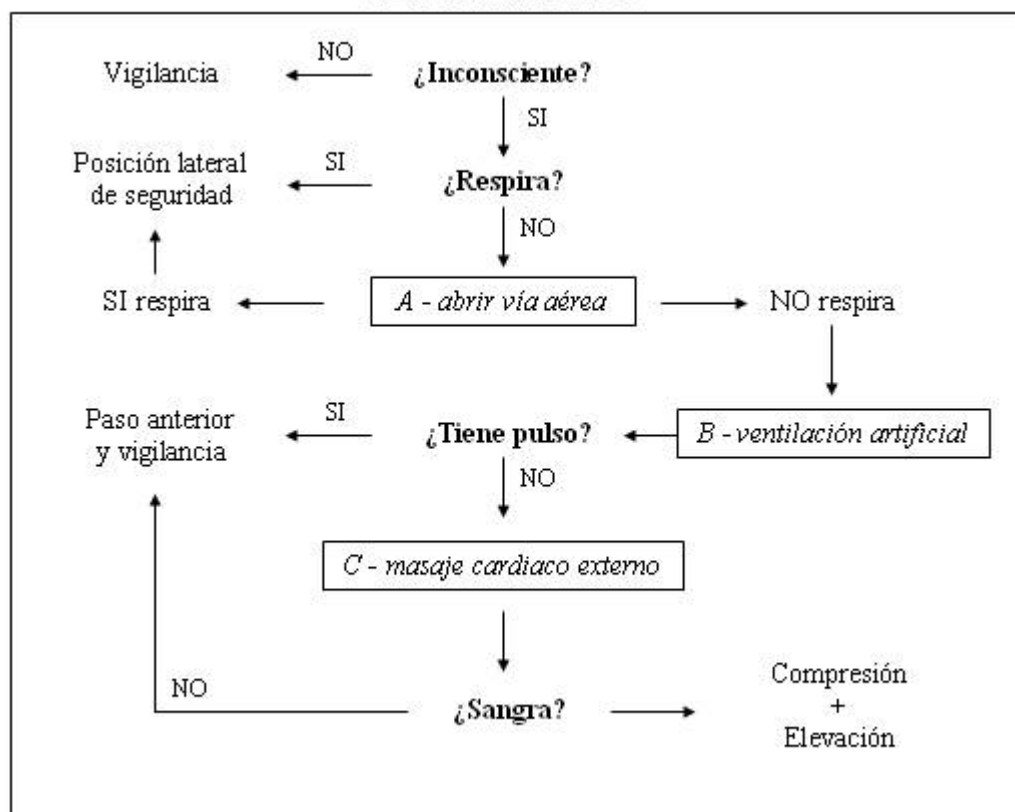 NO
Vigilancia
¿Inconsciente?
SI
Posición lateral
de seguridad
SI
¿Respira?
NO
SI respira
A - abrir vía aérea
NO respira
Paso anterior
y vigilancia
SI
¿Tiene pulso?
B - ventilación artificial
NO
C - masaje cardiaco externo
NO
¿Sangra?
Compresión
+
Elevación